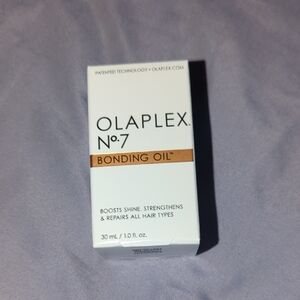 PATENTED TECHNOLOGY • OLAPLEX.COM
OLAPLEX.
Nº.7
BONDING OIL™
BOOSTS SHINE, STRENGTHENS
& REPAIRS ALL HAIR TYPES
30 mL / 1.0 fl. oz.